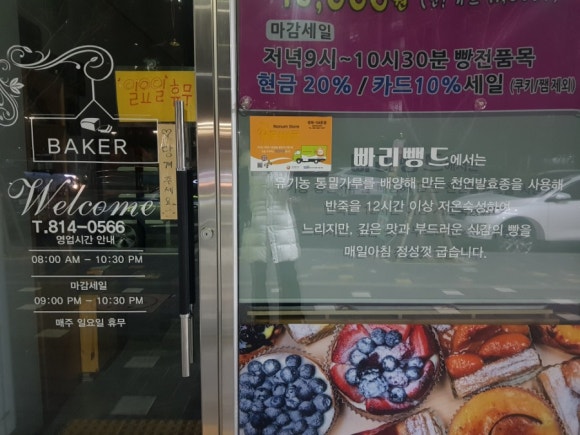 BAKER
Welcome
T.814-0566
영업시간 안내
08:00 AM – 10:30 PM
마감세일
09:00 PM – 10:30 PM
매주 일요일 휴무
일요일 휴무
당겨 주세요
마감세일
저녁9시~10시30분 빵전품목
현금 20% / 카드10%세일 (쿠키/쨈제외)
빠리뺑드에서는
유기농 통밀가루를 배양해 만든 천연발효종을 사용해
반죽을 12시간 이상 저온숙성하여
느리지만, 깊은 맛과 부드러운 식감의 빵을
매일아침 정성껏 굽습니다.